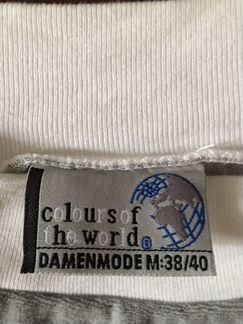 colours of
the world®
DAMENMODE M:38/40